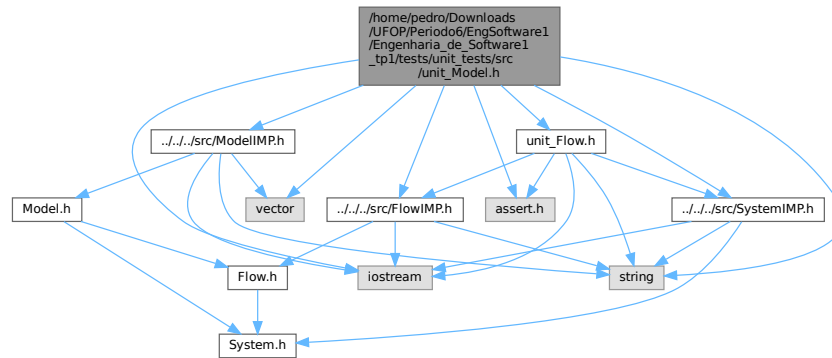 /home/pedro/Downloads
/UFOP/Periodo6/EngSoftware1
/Engenharia_de_Software1
_tp1/tests/unit_tests/src
/unit_Model.h
../../../src/ModelIMP.h
unit_Flow.h
Model.h
vector
../../../src/FlowIMP.h
assert.h
../../../src/SystemIMP.h
Flow.h
iostream
string
System.h